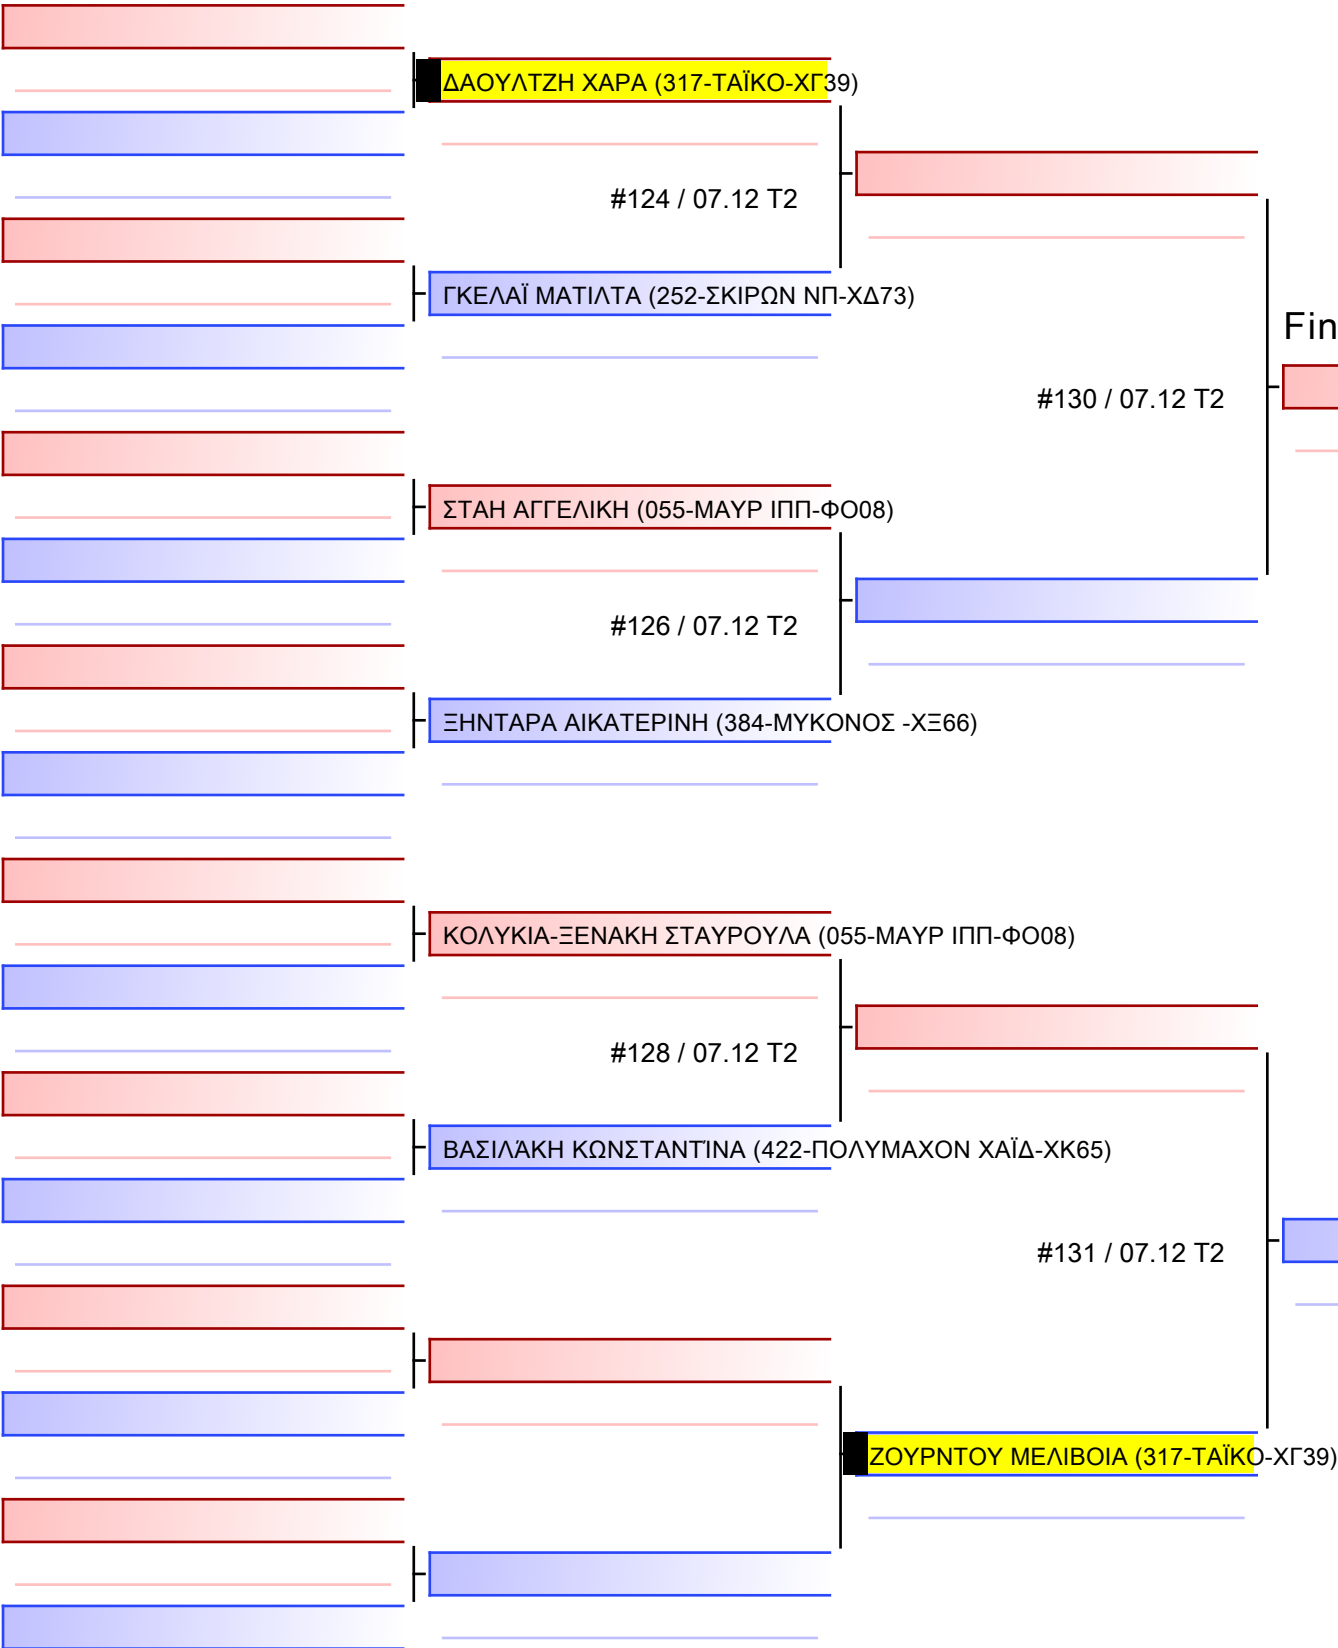 ΔΑΟΥΛΤΖΗ ΧΑΡΑ (317-ΤΑΪΚΟ-ΧΓ39)
#124 / 07.12 T2
ΓΚΕΛΑΪ ΜΑΤΙΛΤΑ (252-ΣΚΙΡΩΝ ΝΠ-ΧΔ73)
Fin
#130 / 07.12 T2
ΣΤΑΗ ΑΓΓΕΛΙΚΗ (055-ΜΑΥΡ ΙΠΠ-ΦΟ08)
#126 / 07.12 T2
ΞΗΝΤΑΡΑ ΑΙΚΑΤΕΡΙΝΗ (384-ΜΥΚΟΝΟΣ -ΧΞ66)
ΚΟΛΥΚΙΑ-ΞΕΝΑΚΗ ΣΤΑΥΡΟΥΛΑ (055-ΜΑΥΡ ΙΠΠ-ΦΟ08)
#128 / 07.12 T2
ΒΑΣΙΛΆΚΗ ΚΩΝΣΤΑΝΤΊΝΑ (422-ΠΟΛΥΜΑΧΟΝ ΧΑΪΔ-ΧΚ65)
#131 / 07.12 T2
ΖΟΥΡΝΤΟΥ ΜΕΛΙΒΟΙΑ (317-ΤΑΪΚΟ-ΧΓ39)